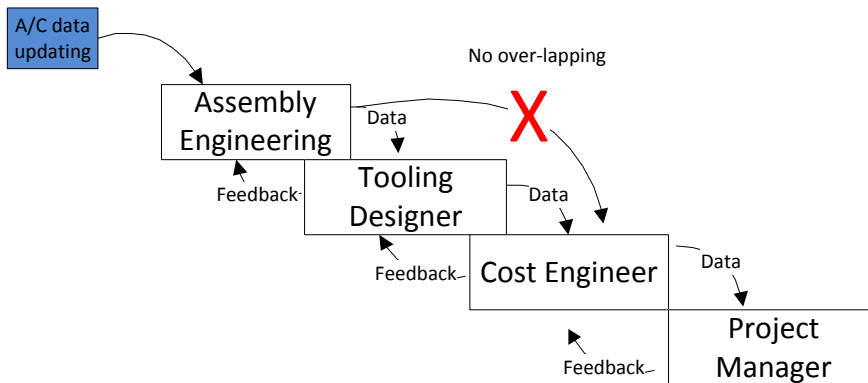 A/C data
updating
No over-lapping
X
Assembly
Engineering
Data
Feedback
Tooling
Designer
Data
Feedback
Cost Engineer
Data
Feedback
Project
Manager